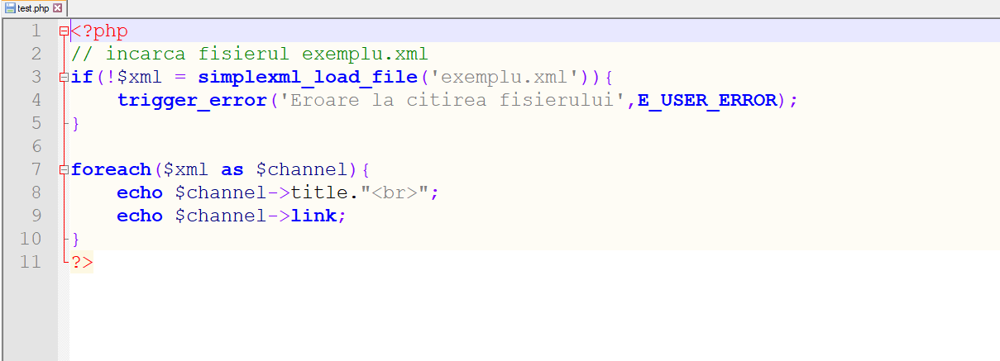 test.php
1 <?php
2 // incarca fisierul exemplu.xml
3 if(!$xml = simplexml_load_file('exemplu.xml')){
4     trigger_error('Eroare la citirea fisierului',E_USER_ERROR);
5 }
6
7 foreach($xml as $channel){
8     echo $channel->title."<br>";
9     echo $channel->link;
10 }
11 ?>